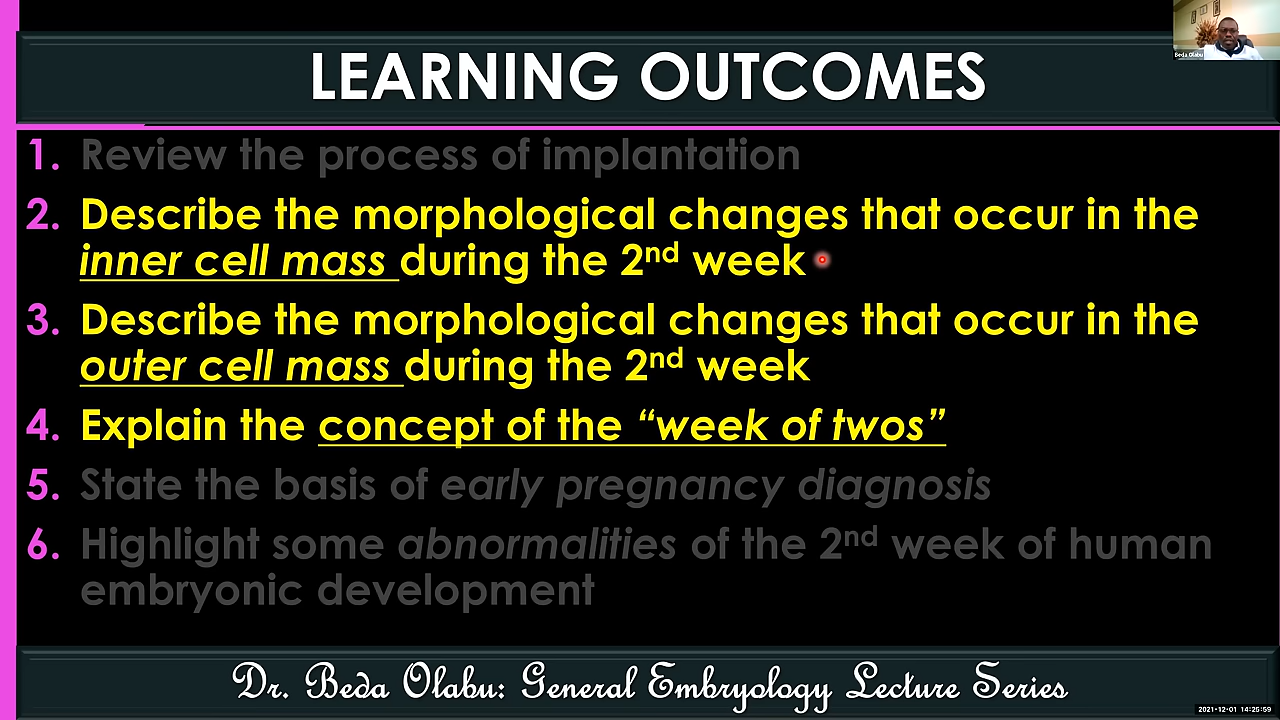 Beda Olabu
LEARNING OUTCOMES
1. Review the process of implantation
2. Describe the morphological changes that occur in the
inner cell mass during the 2nd week
3. Describe the morphological changes that occur in the
outer cell mass during the 2nd week
4. Explain the concept of the “week of twos”
5. State the basis of early pregnancy diagnosis
6. Highlight some abnormalities of the 2nd week of human
embryonic development
Dr. Beda Olabu: General Embryology Lecture Series
2021-12-01 14:25:59